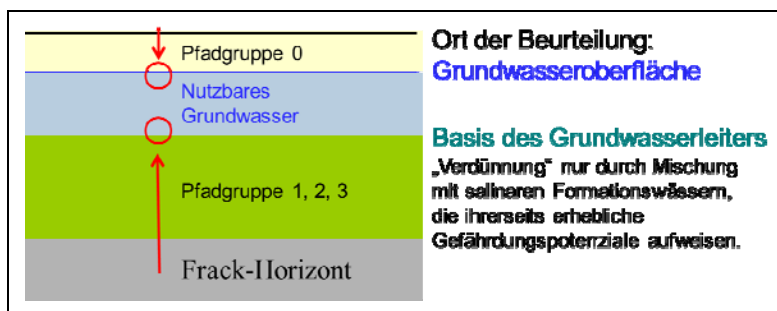 Pfadgruppe 0
Nutzbares
Grundwasser
Pfadgruppe 1, 2, 3
Frack-Horizont
Ort der Beurteilung:
Grundwasseroberfläche
Basis des Grundwasserleiters
„Verdünnung“ nur durch Mischung
mit salinaren Formationswässern,
die ihrerseits erhebliche
Gefährdungspotenziale aufweisen.